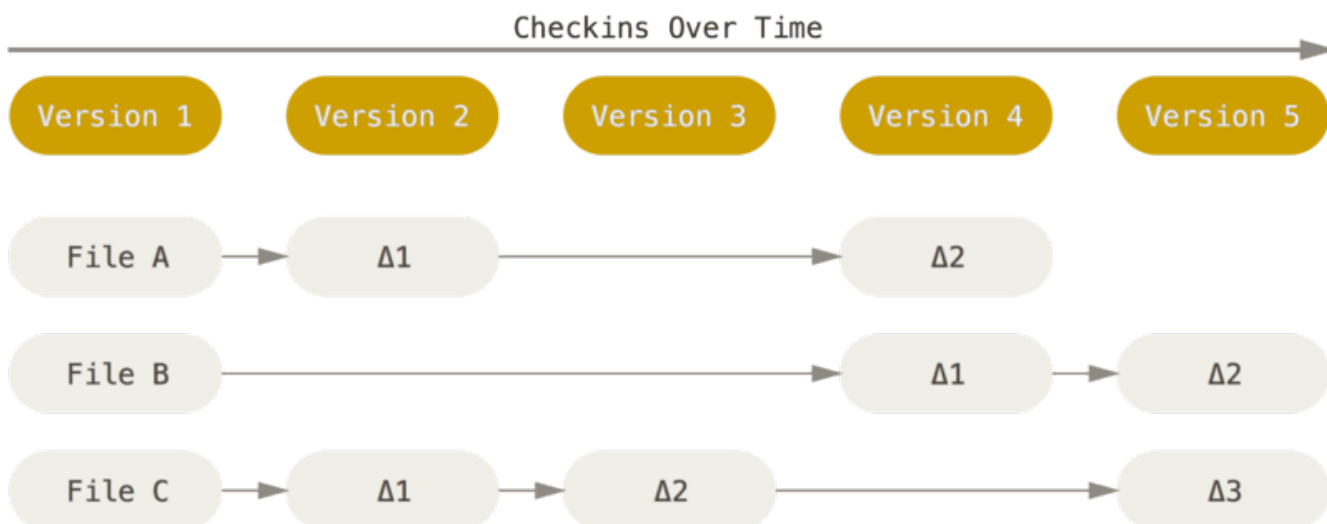 Checkins Over Time
Version 1 Version 2 Version 3 Version 4 Version 5
File A Δ1 Δ2
File B Δ1 Δ2
File C Δ1 Δ2 Δ3